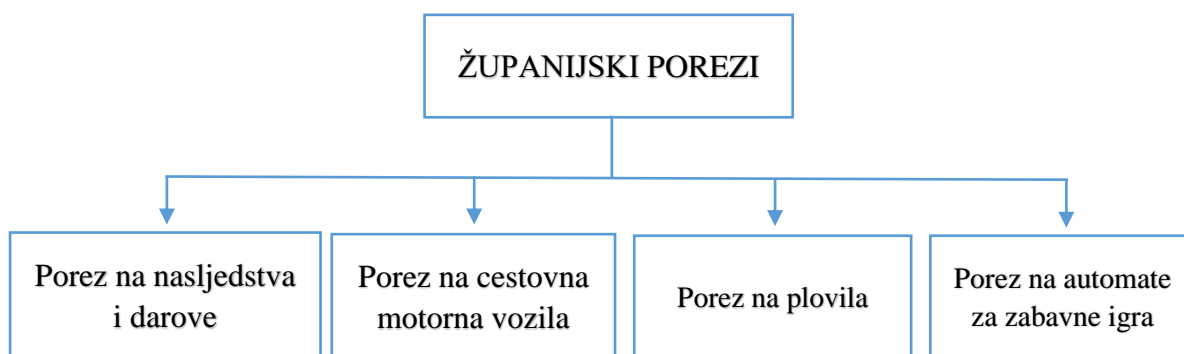 ŽUPANIJSKI POREZI
Porez na nasljedstva
i darove
Porez na cestovna
motorna vozila
Porez na plovila
Porez na automate
za zabavne igra